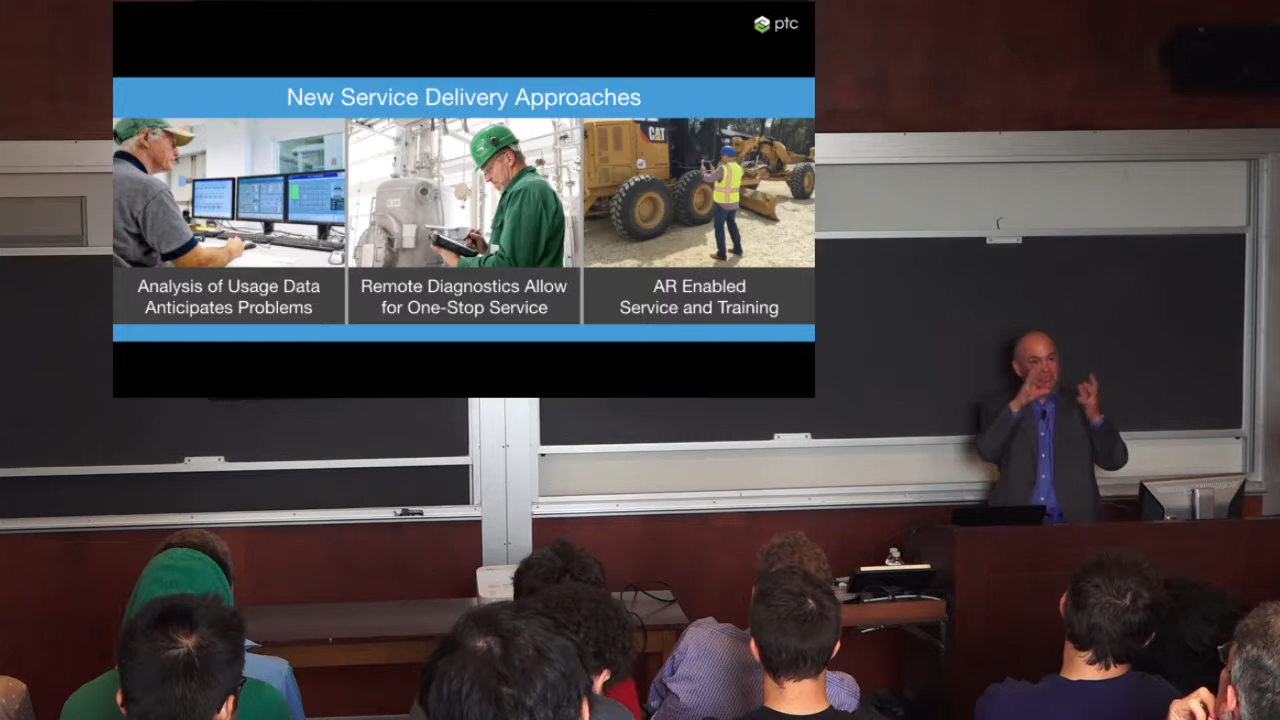 ptc
New Service Delivery Approaches
CAT
Analysis of Usage Data
Anticipates Problems
Remote Diagnostics Allow
for One-Stop Service
AR Enabled
Service and Training